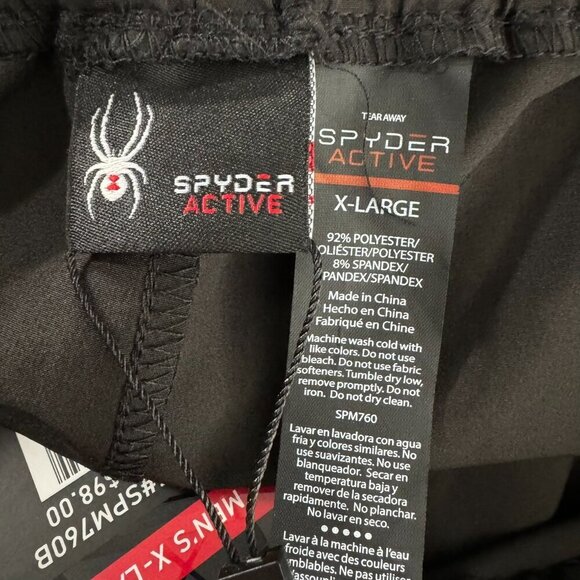 SPYDER
ACTIVE
TEAR AWAY
SPYDER
ACTIVE
X-LARGE
92% POLYESTER/
POLIÉSTER/POLYESTER
8% SPANDEX/
PANDEX/SPANDEX
Made in China
Hecho en China
Fabriqué en Chine
Machine wash cold with
like colors. Do not use
bleach. Do not use fabric
softeners. Tumble dry low,
remove promptly. Do not
iron. Do not dry clean.
SPM760
Lavar en lavadora con agua
fría y colores similares. No
use suavizantes. No use
blanqueador. Secar en
temperatura baja y
remover de la secadora
rapidamente. No planchar.
No lavar en seco.
Lavar à la machine à l'eau
froide avec des couleurs
#SPM760B
$98.00
MEN'S X-LA